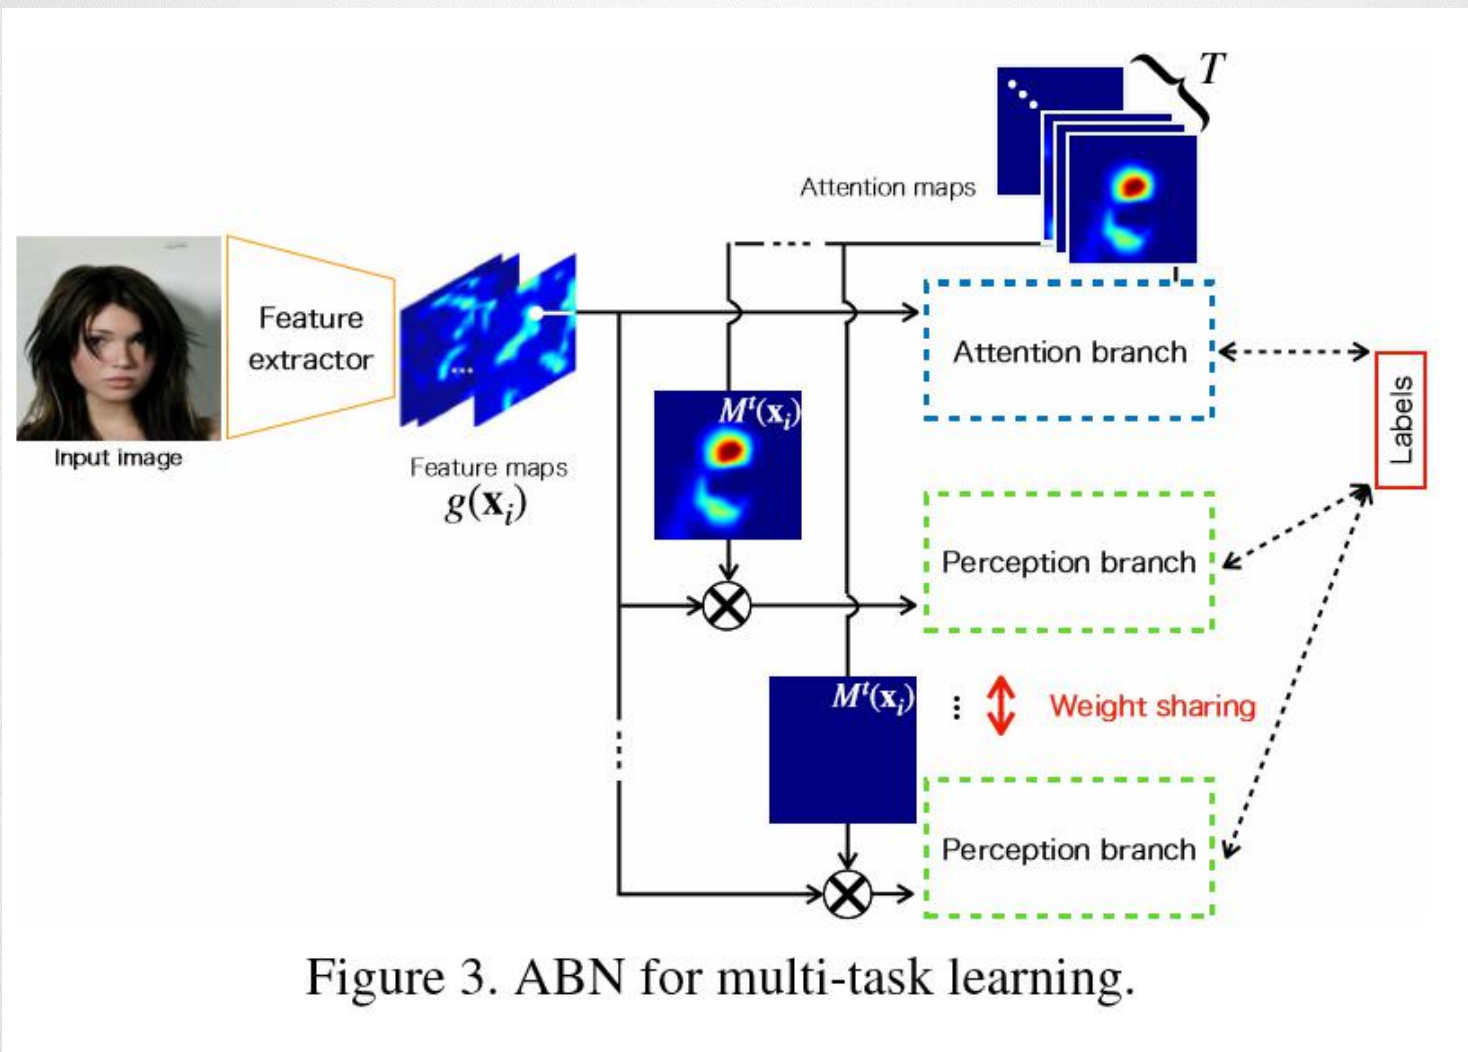 T
Attention maps
Feature
extractor
Attention branch
Labels
Mᵗ(xᵢ)
Input image
Feature maps
g(xᵢ)
Perception branch
Mᵗ(xᵢ)
Weight sharing
Perception branch
Figure 3. ABN for multi-task learning.